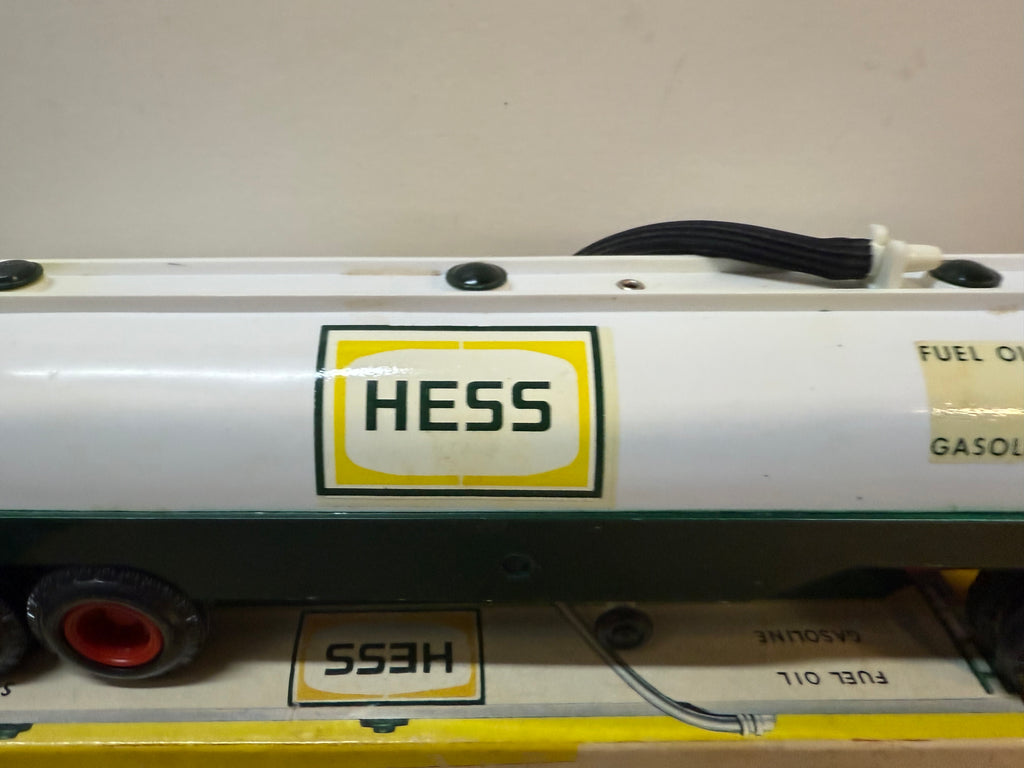 HESS
FUEL OI
GASOL
HESS
GASOLINE
FUEL OIL